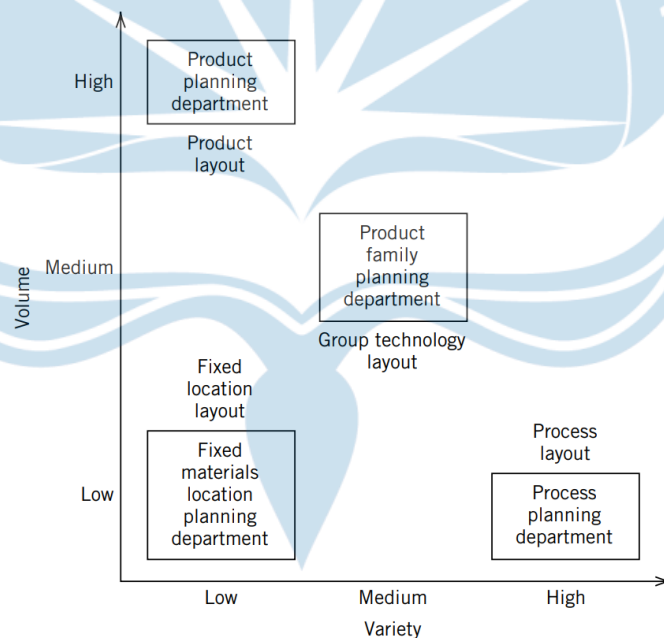 High
Product
planning
department
Product
layout
Volume
Medium
Product
family
planning
department
Group technology
layout
Fixed
location
layout
Low
Fixed
materials
location
planning
department
Process
layout
Process
planning
department
Low
Medium
High
Variety